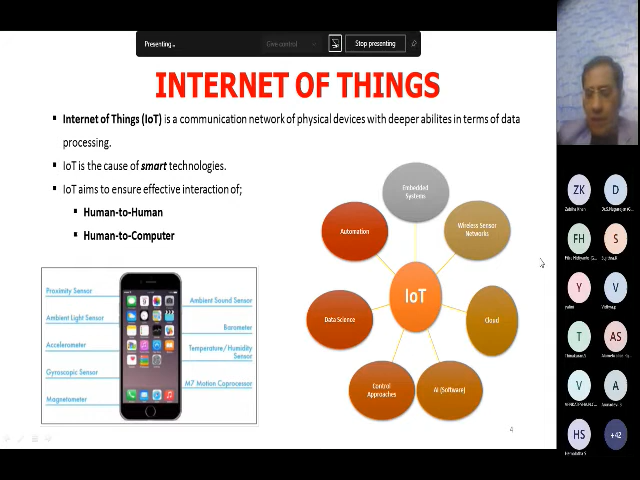 Presenting...
Give control
Stop presenting
INTERNET OF THINGS
Internet of Things (IoT) is a communication network of physical devices with deeper abilites in terms of data
processing.
IoT is the cause of smart technologies.
IoT aims to ensure effective interaction of;
Human-to-Human
Human-to-Computer
Proximity Sensor
Ambient Light Sensor
Accelerometer
Gyroscopic Sensor
Magnetometer
Ambient Sound Sensor
Barometer
Temperature/Humidity
Sensor
M7 Motion Coprocessor
Embedded
Systems
Wireless Sensor
Networks
Cloud
AI (Software)
Control
Approaches
Data Science
Automation
IoT
4
ZK
D
FH
S
Y
V
T
AS
V
A
HS
+42